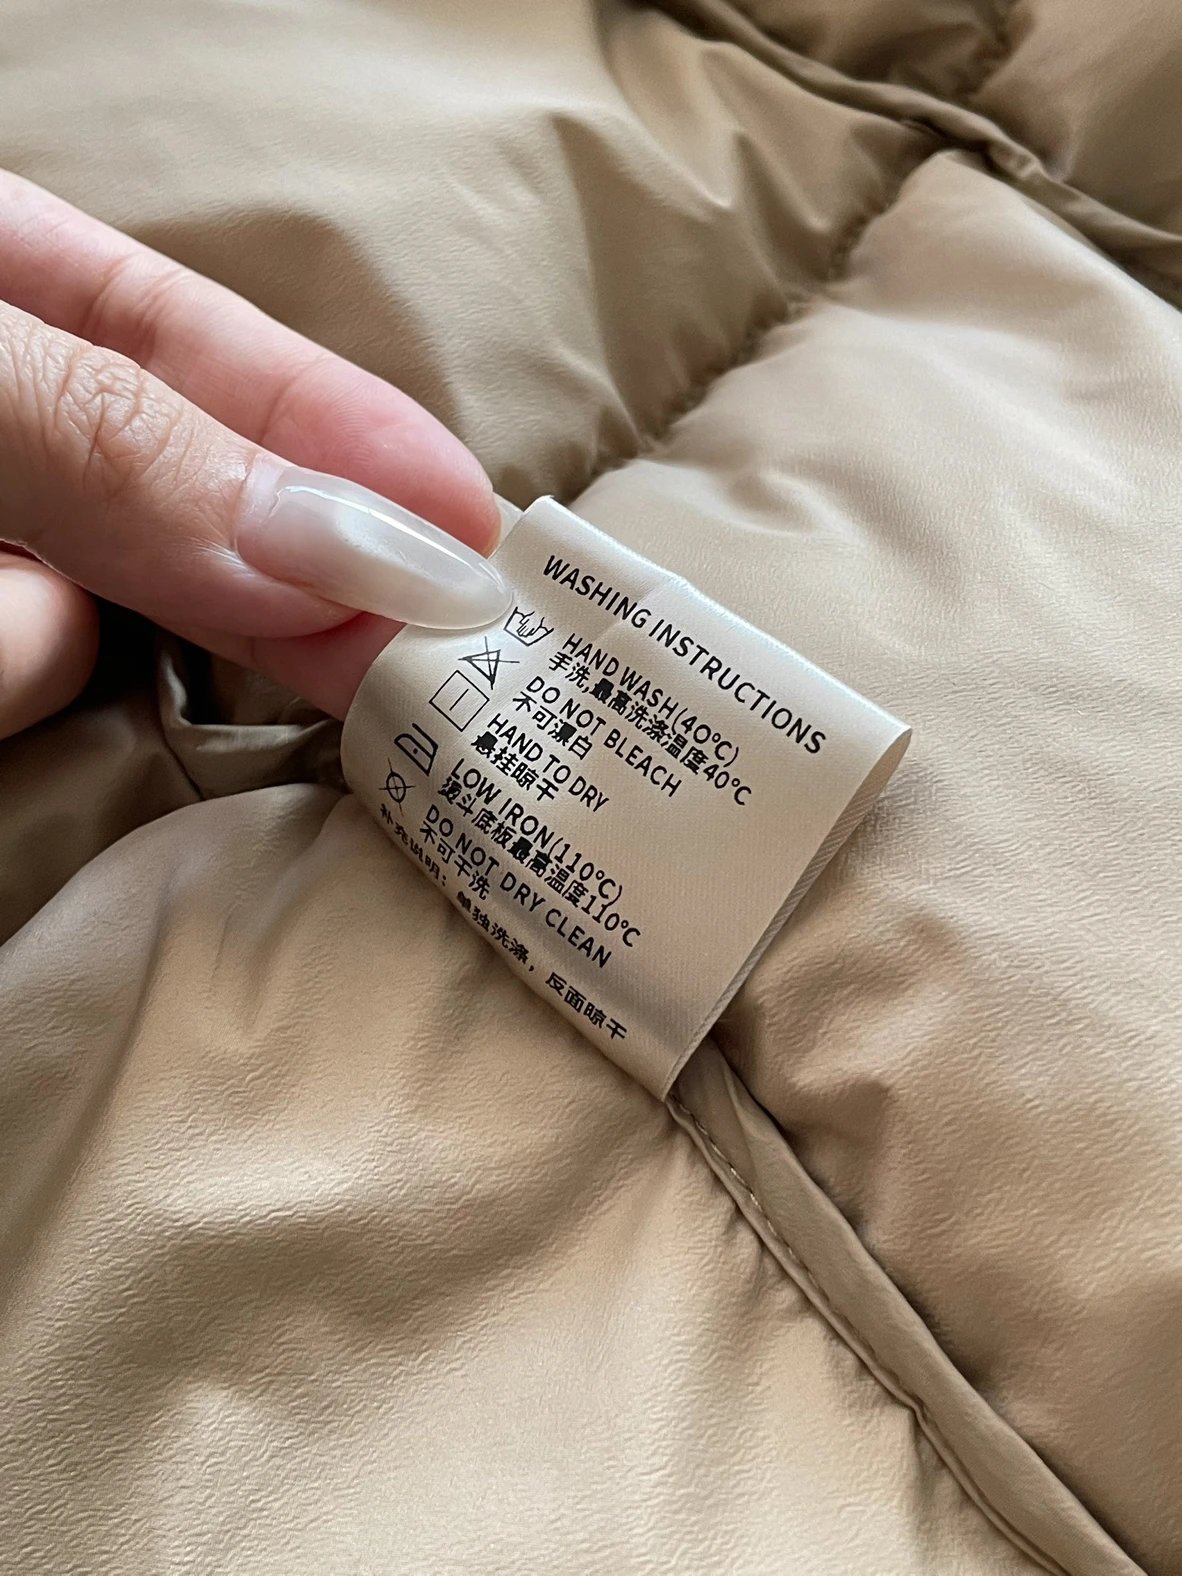 WASHING INSTRUCTIONS
HAND WASH(40℃)
手洗,最高洗涤温度40℃
DO NOT BLEACH
不可漂白
HAND TO DRY
悬挂晾干
LOW IRON(110℃)
熨斗底板最高温度110℃
DO NOT DRY CLEAN
不可干洗
补充说明：单独洗涤，反面晾干